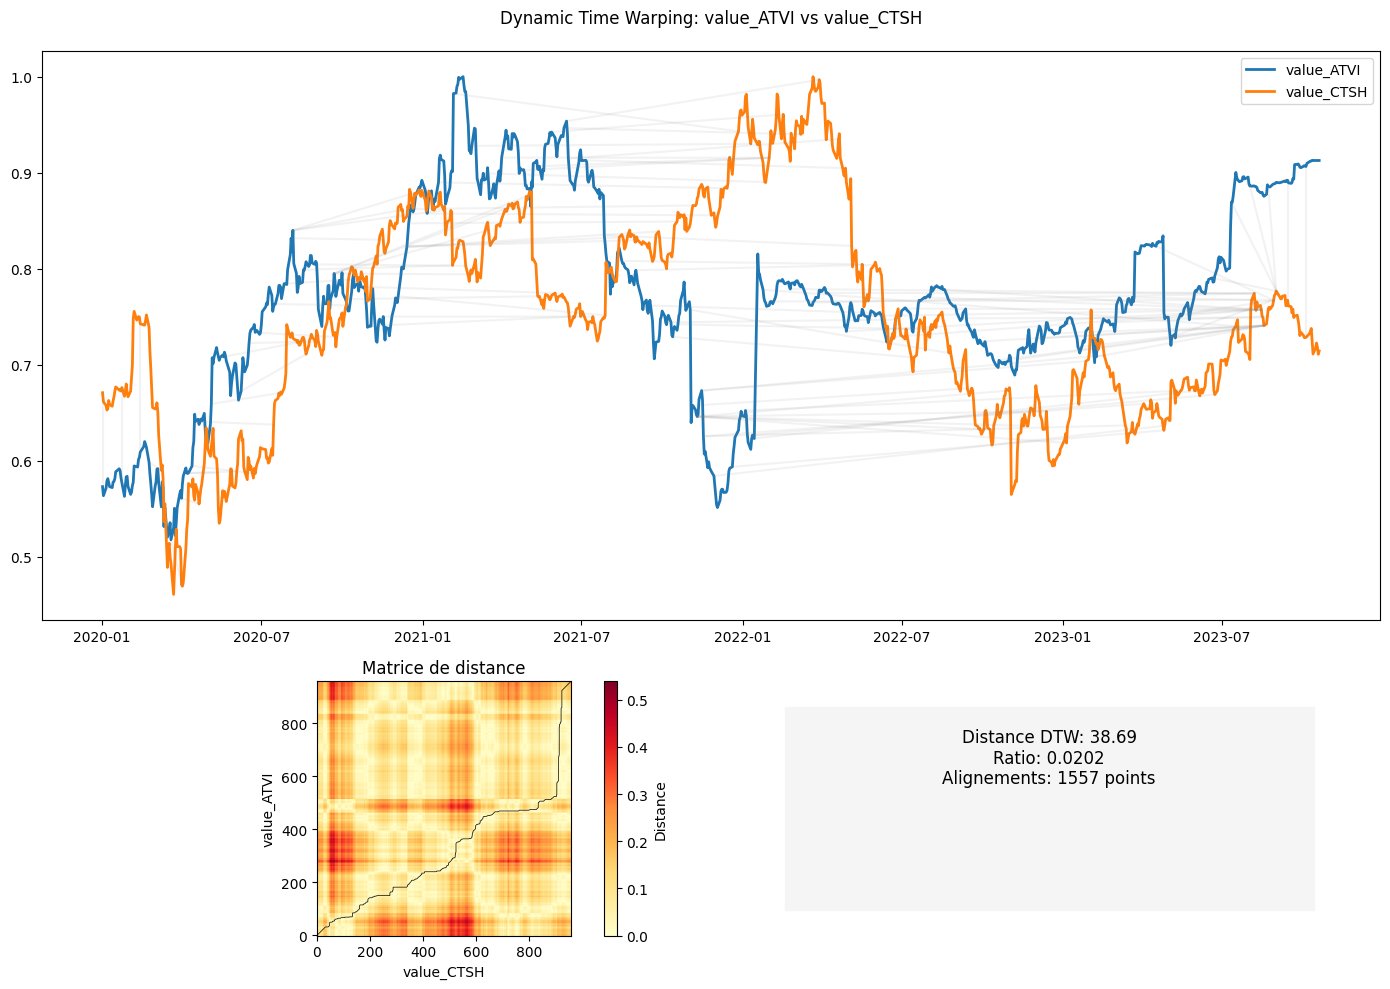 Dynamic Time Warping: value_ATVI vs value_CTSH
value_ATVI
value_CTSH
1.0
0.9
0.8
0.7
0.6
0.5
2020-01 2020-07 2021-01 2021-07 2022-01 2022-07 2023-01 2023-07
Matrice de distance
value_ATVI
800
600
400
200
0
0 200 400 600 800
value_CTSH
0.5
0.4
0.3
0.2
0.1
0.0
Distance
Distance DTW: 38.69
Ratio: 0.0202
Alignements: 1557 points